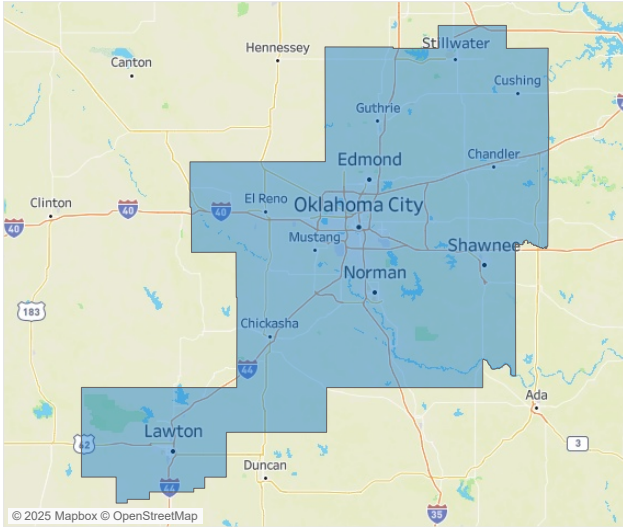 Stillwater
Hennessey
Canton
Cushing
Guthrie
Edmond
Chandler
El Reno
Clinton
40
40
40
Oklahoma City
Mustang
Shawnee
Norman
183
Chickasha
44
Ada
Lawton
62
3
Duncan
44
35
© 2025 Mapbox © OpenStreetMap